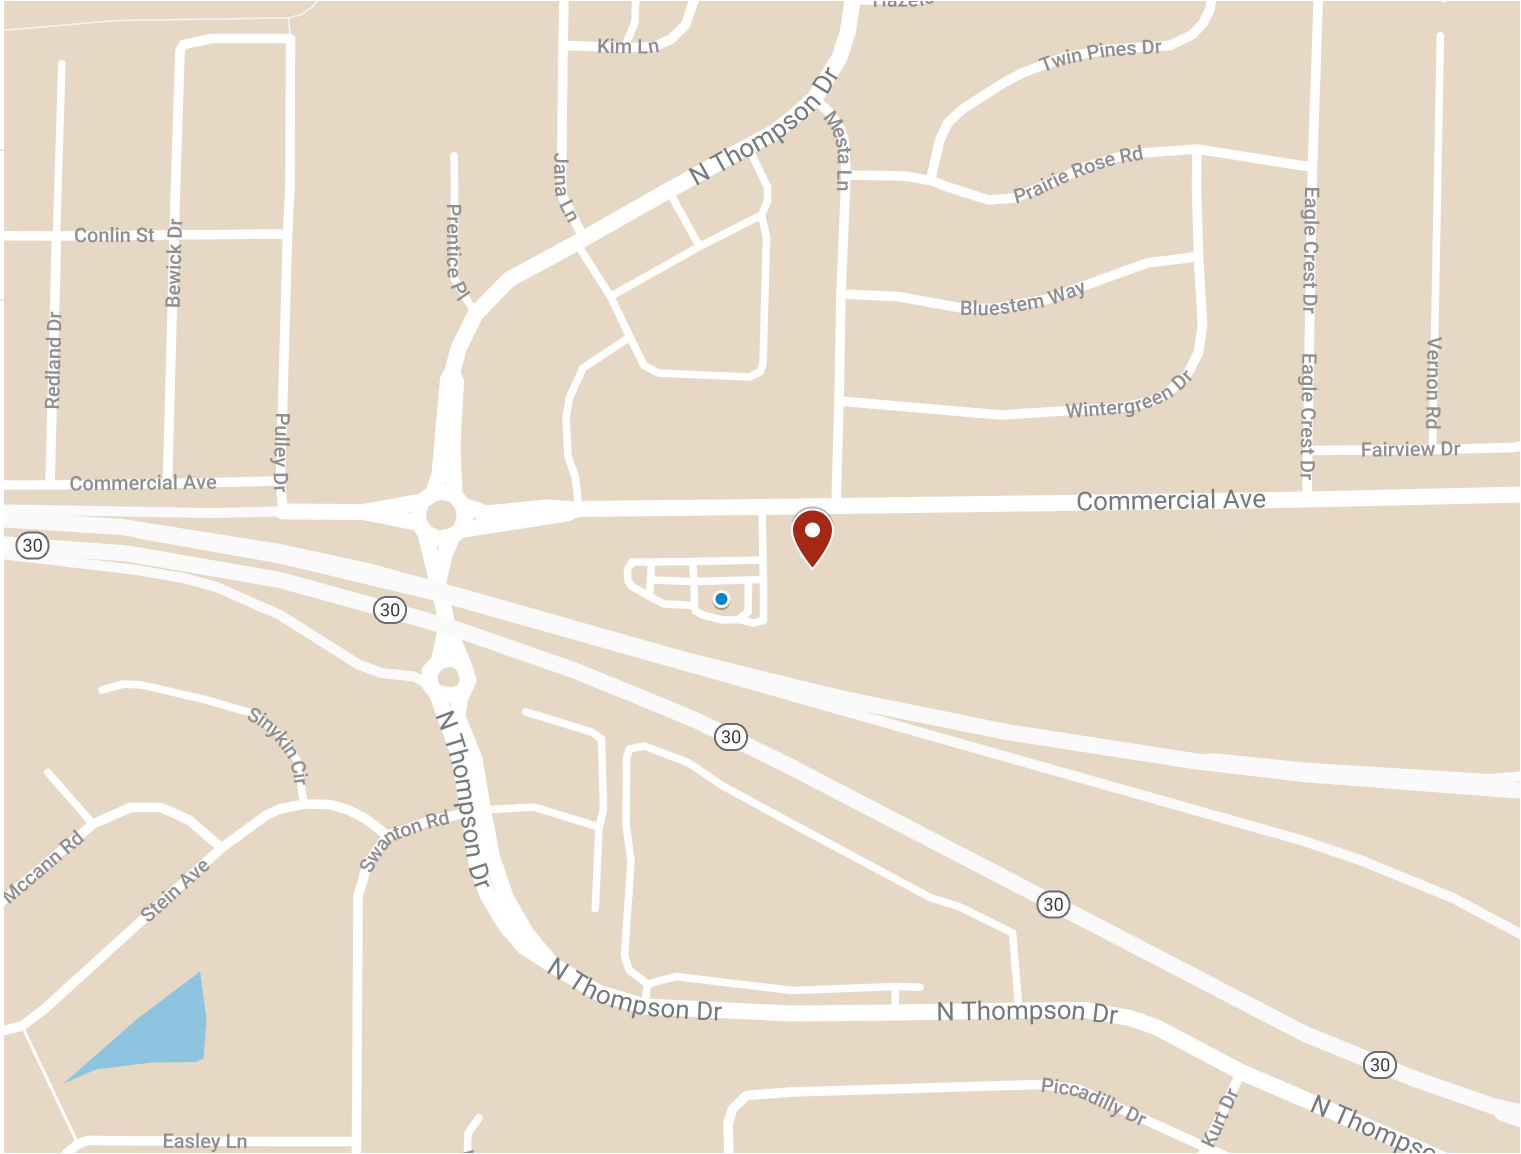 Kim Ln
Twin Pines Dr
N Thompson Dr
Mesta Ln
Prairie Rose Rd
Jana Ln
Prentice Pl
Conlin St
Bewick Dr
Eagle Crest Dr
Bluestem Way
Redland Dr
Vernon Rd
Eagle Crest Dr
Wintergreen Dr
Pulley Dr
Fairview Dr
Commercial Ave
Commercial Ave
30
30
Sinykin Cir
N Thompson Dr
30
Swanton Rd
Mccann Rd
Stein Ave
30
N Thompson Dr
N Thompson Dr
30
Piccadilly Dr
Kurt Dr
N Thompso
Easley Ln